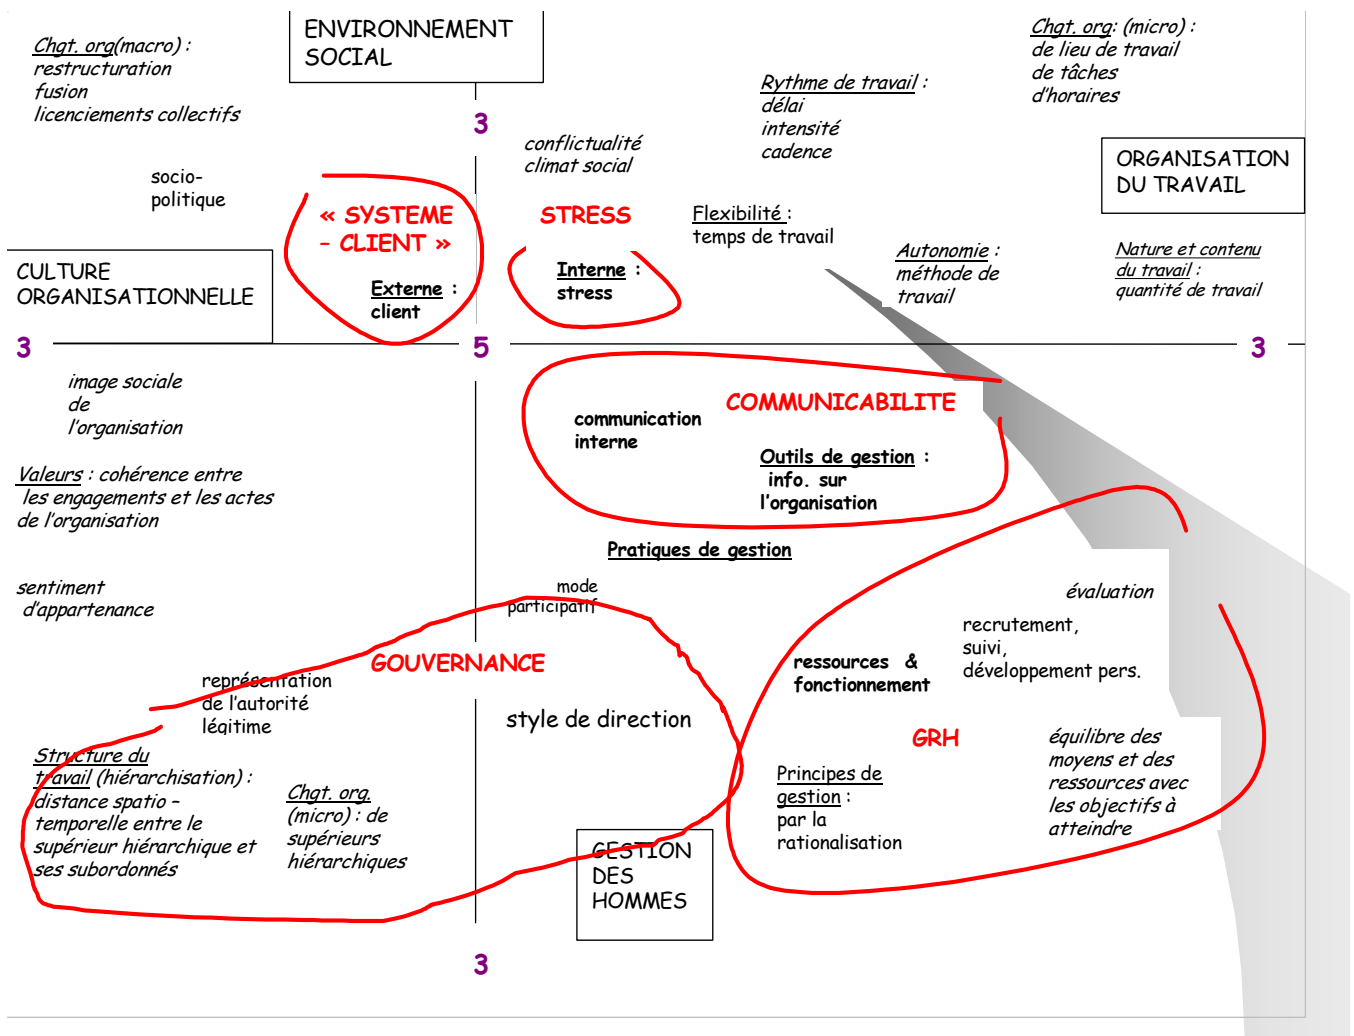 ENVIRONNEMENT
SOCIAL
Chgt. org(macro) :
restructuration
fusion
licenciements collectifs
Chgt. org: (micro) :
de lieu de travail
de tâches
d'horaires
Rythme de travail :
délai
intensité
cadence
3
conflictualité
climat social
ORGANISATION
DU TRAVAIL
socio-
politique
« SYSTEME
– CLIENT »
STRESS
Flexibilité :
temps de travail
Externe :
client
Interne :
stress
Autonomie :
méthode de
travail
Nature et contenu
du travail :
quantité de travail
CULTURE
ORGANISATIONNELLE
3
5
3
image sociale
de
l'organisation
COMMUNICABILITE
communication
interne
Outils de gestion :
info. sur
l'organisation
Valeurs : cohérence entre
les engagements et les actes
de l'organisation
Pratiques de gestion
sentiment
d'appartenance
mode
participatif
évaluation
recrutement,
suivi,
développement pers.
GOUVERNANCE
ressources &
fonctionnement
représentation
de l'autorité
légitime
style de direction
GRH
équilibre des
moyens et des
ressources avec
les objectifs à
atteindre
Structure du
travail (hiérarchisation) :
distance spatio –
temporelle entre le
supérieur hiérarchique et
ses subordonnés
Chgt. org.
(micro) : de
supérieurs
hiérarchiques
Principes de
gestion :
par la
rationalisation
GESTION
DES
HOMMES
3